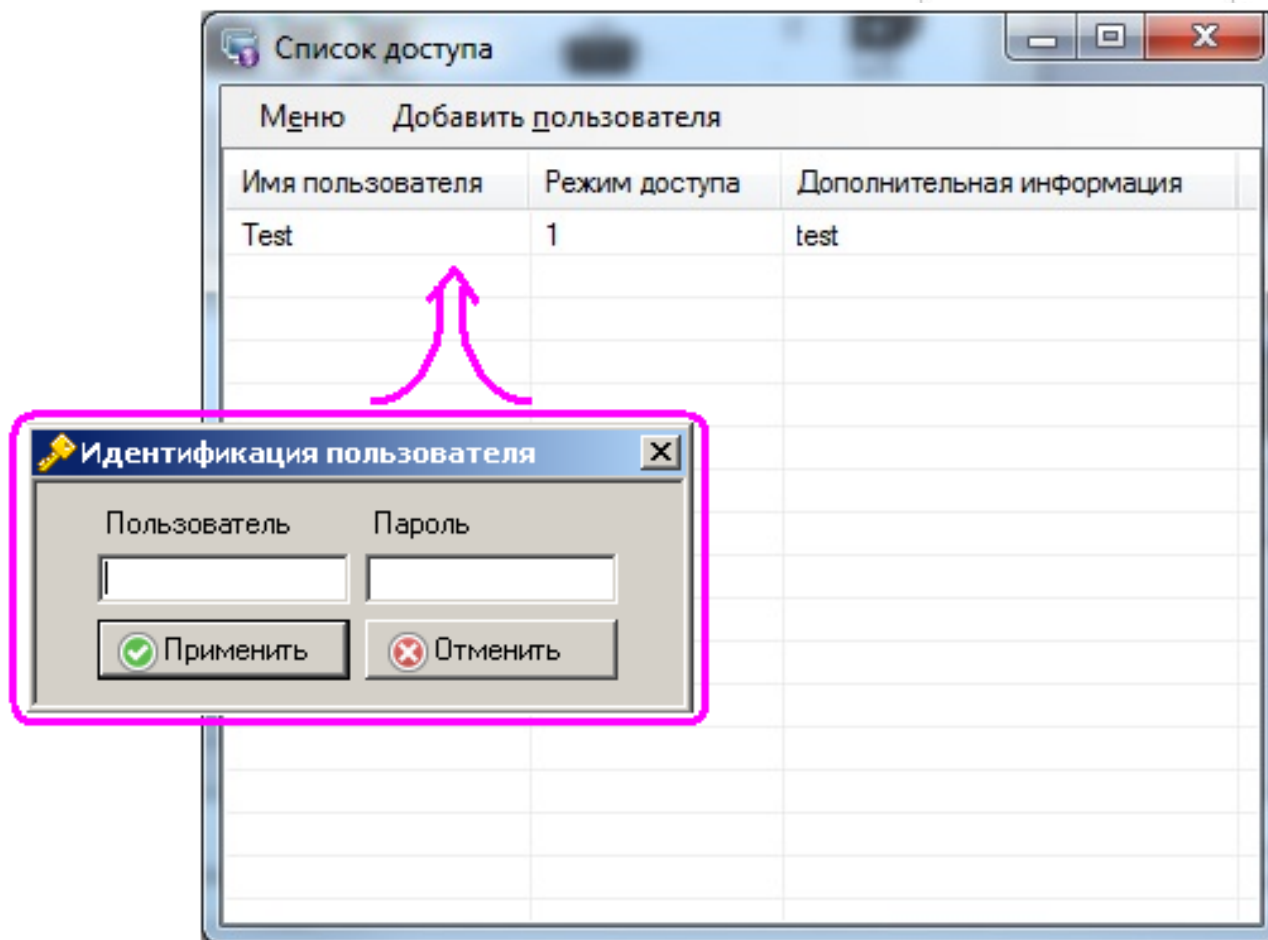 Список доступа
Меню Добавить пользователя
Имя пользователя Режим доступа Дополнительная информация
Test 1 test
Идентификация пользователя
Пользователь Пароль
Применить Отменить